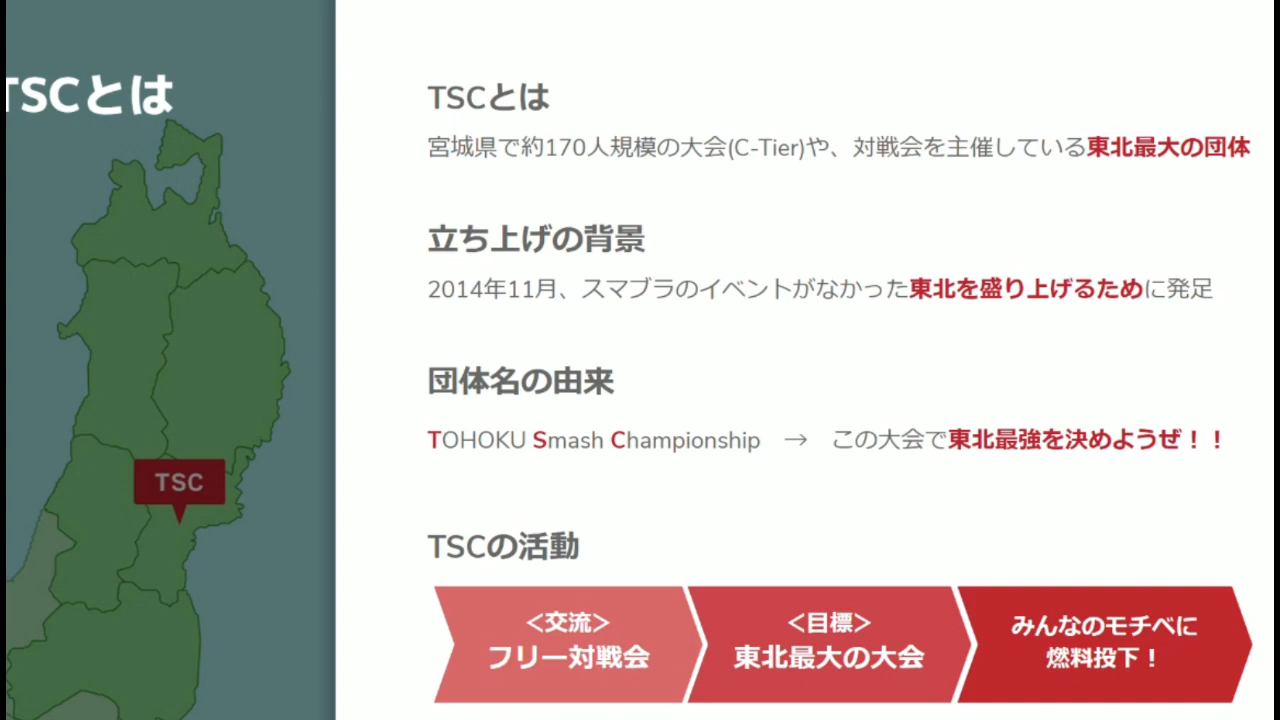 TSCとは
TSCとは
宮城県で約170人規模の大会(C-Tier)や、対戦会を主催している東北最大の団体
立ち上げの背景
2014年11月、スマブラのイベントがなかった東北を盛り上げるために発足
団体名の由来
TOHOKU Smash Championship → この大会で東北最強を決めようぜ！！
TSC
TSCの活動
＜交流＞
フリー対戦会
＜目標＞
東北最大の大会
みんなのモチベに
燃料投下！